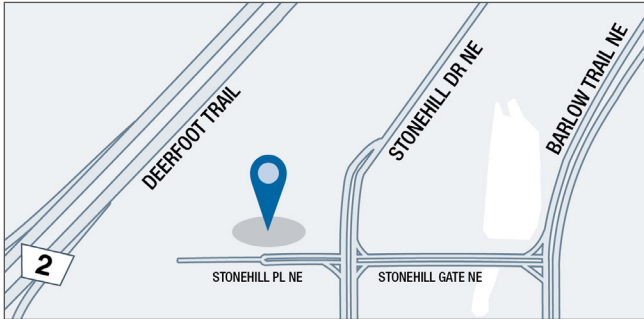 DEERFOOT TRAIL
STONEHILL DR NE
BARLOW TRAIL NE
2
STONEHILL PL NE
STONEHILL GATE NE